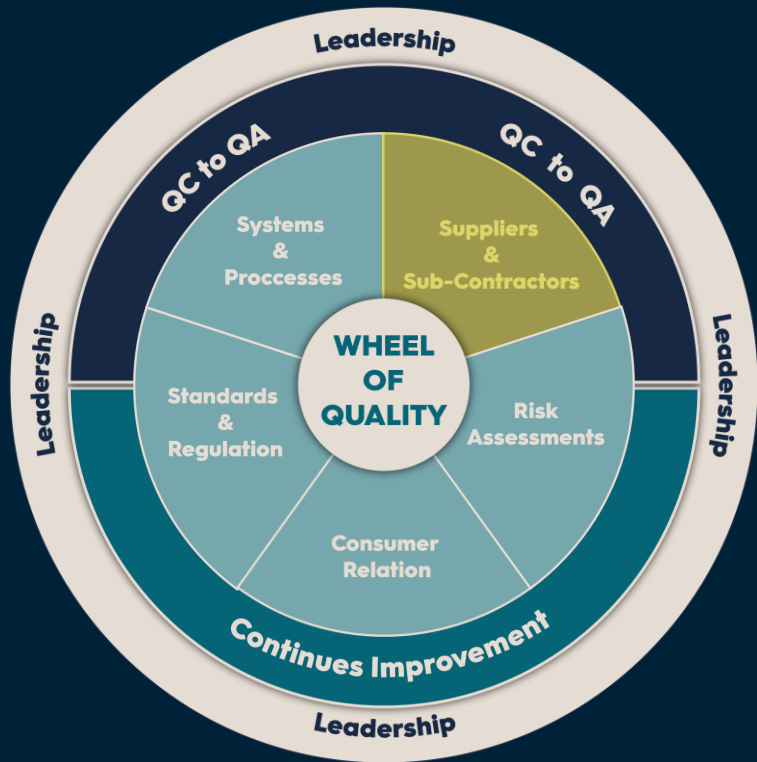 Leadership
QC to QA
QC to QA
Systems
&
Proccesses
Suppliers
&
Sub-Contractors
Leadership
WHEEL
OF
QUALITY
Leadership
Standards
&
Regulation
Risk
Assessments
Consumer
Relation
Continues Improvement
Leadership